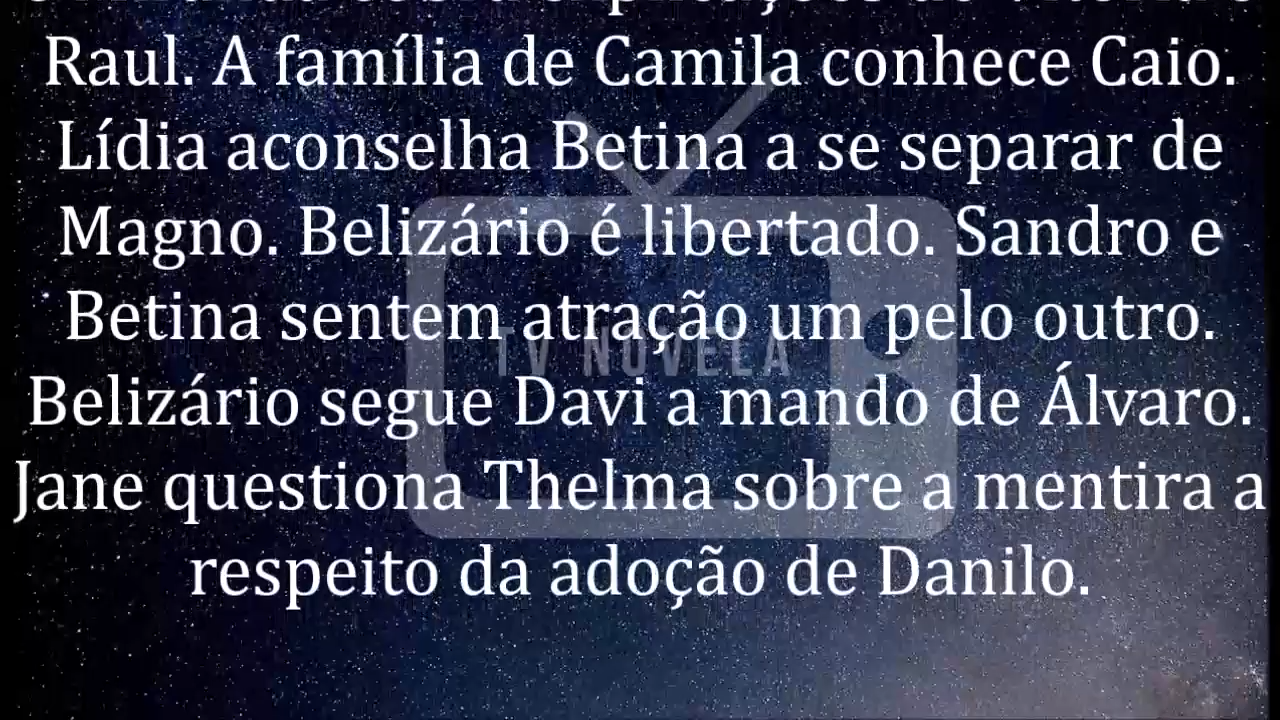 Raul. A família de Camila conhece Caio.
Lídia aconselha Betina a se separar de
Magno. Belizário é libertado. Sandro e
Betina sentem atração um pelo outro.
TV NOVELA
Belizário segue Davi a mando de Álvaro.
Jane questiona Thelma sobre a mentira a
respeito da adoção de Danilo.